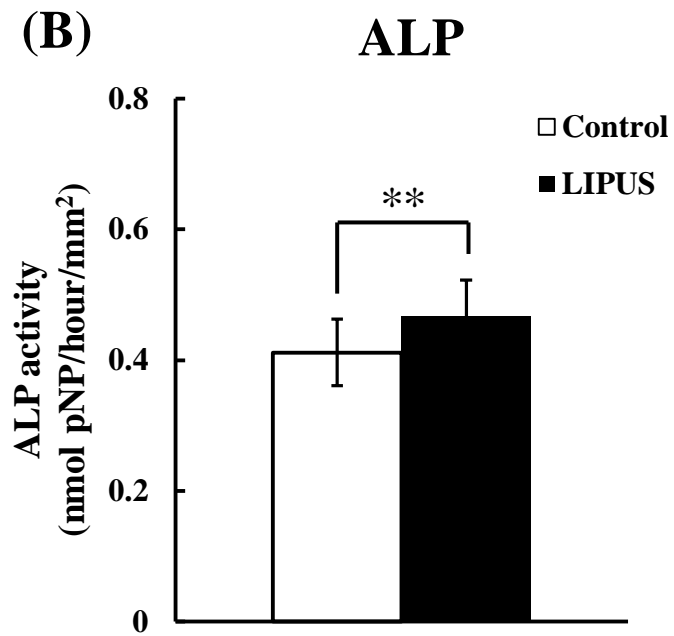 (B) ALP
0.8
Control
LIPUS
**
0.6
0.4
0.2
0
ALP activity
(nmol pNP/hour/mm²)